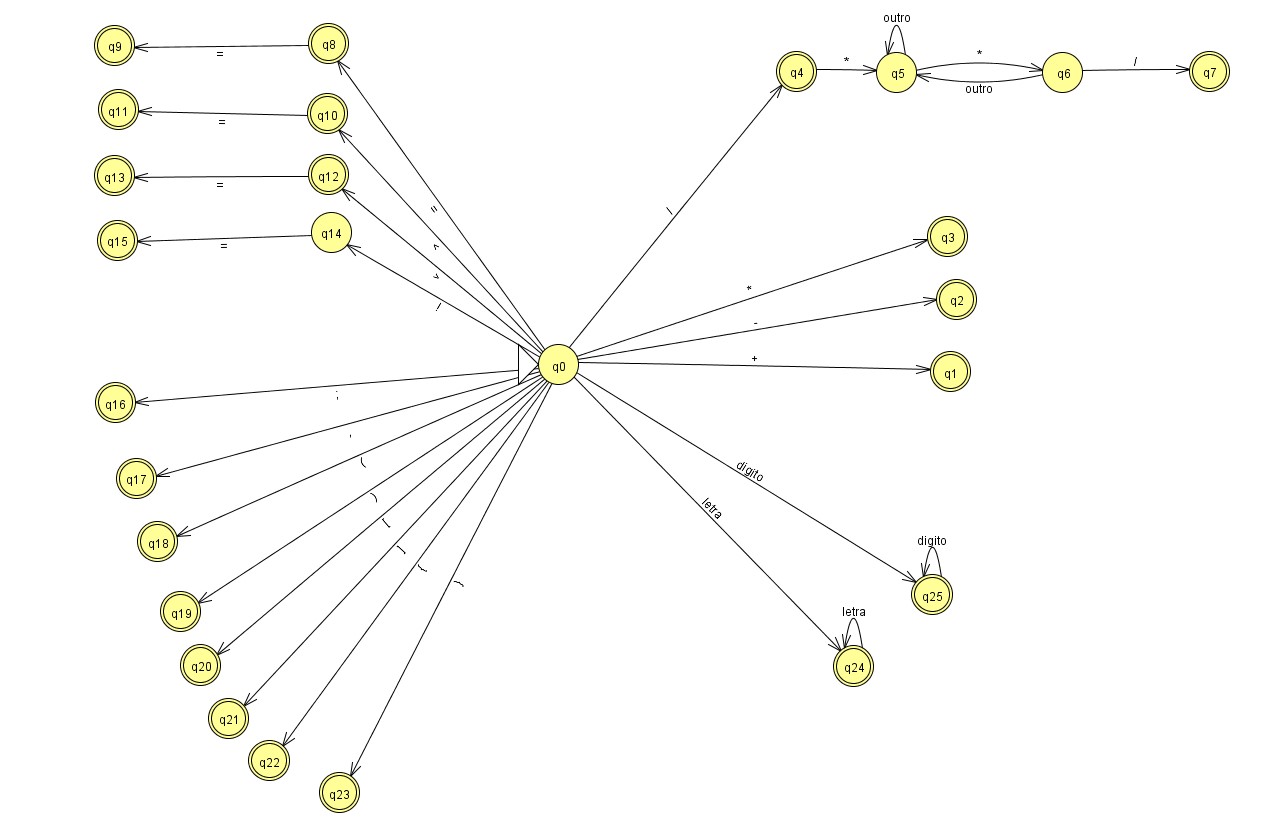 outro
q9
=
q8
q4
*
q5
*
outro
q6
/
q7
q11
=
q10
q13
=
q12
q15
=
q14
=
<
>
!
/
*
q3
-
q2
+
q1
q0
;
q16
,
q17
(
q18
)
q19
[
q20
]
q21
{
q22
}
q23
digito
letra
digito
q25
letra
q24